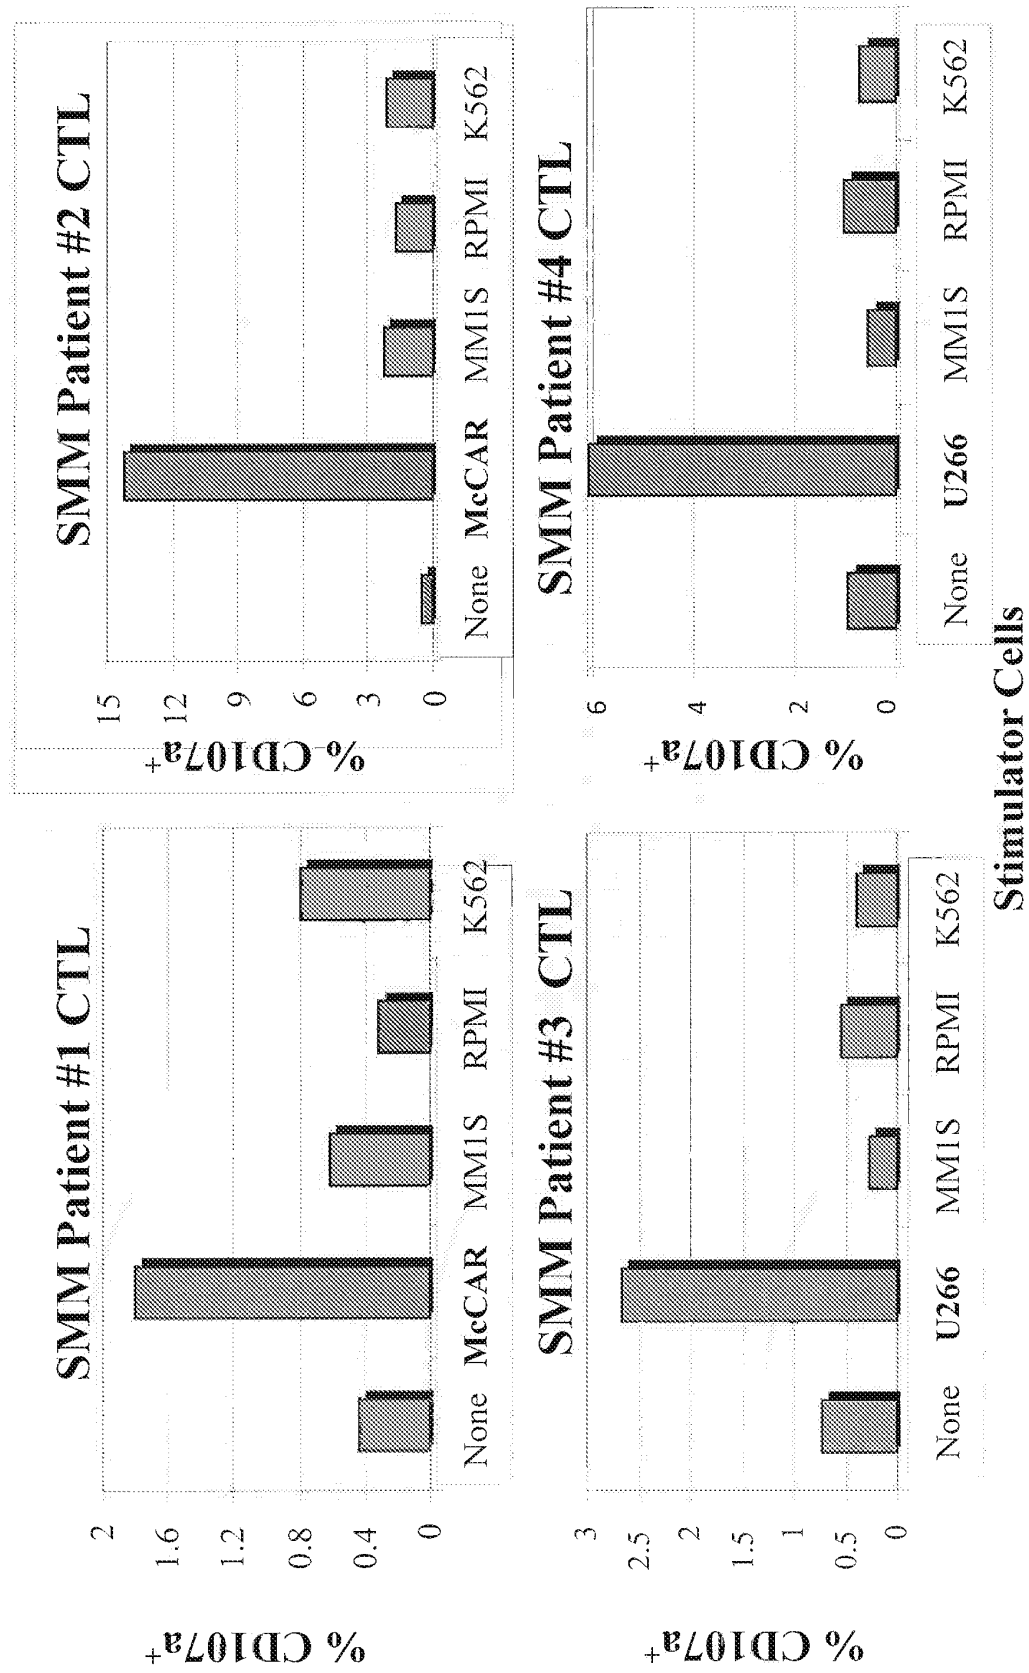 SMM Patient #1 CTL
% CD107a+
2
1.6
1.2
0.8
0.4
0
None McCAR MM1S RPMI K562
SMM Patient #2 CTL
% CD107a+
15
12
9
6
3
0
None McCAR MM1S RPMI K562
SMM Patient #3 CTL
% CD107a+
3
2.5
2
1.5
1
0.5
0
None U266 MM1S RPMI K562
SMM Patient #4 CTL
% CD107a+
6
4
2
0
None U266 MM1S RPMI K562
Stimulator Cells